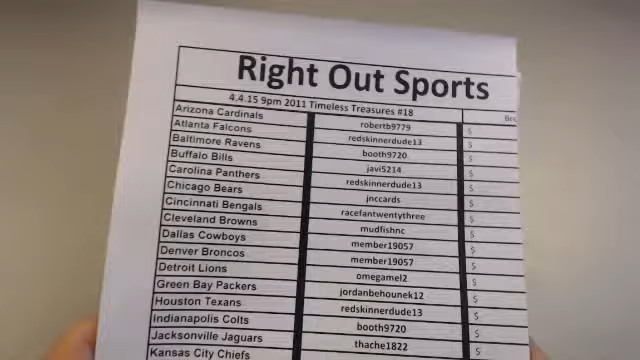 Right Out Sports
4.4.15 9pm 2011 Timeless Treasures #18
Arizona Cardinals robertb9779 $
Atlanta Falcons redskinnerdude13 $
Baltimore Ravens booth9720 $
Buffalo Bills javi5214 $
Carolina Panthers redskinnerdude13 $
Chicago Bears jnccards $
Cincinnati Bengals racefantwentythree $
Cleveland Browns mudfishnc $
Dallas Cowboys member19057 $
Denver Broncos member19057 $
Detroit Lions omegamel2 $
Green Bay Packers jordanbehounek12 $
Houston Texans redskinnerdude13 $
Indianapolis Colts booth9720 $
Jacksonville Jaguars thache1822 $
Kansas City Chiefs